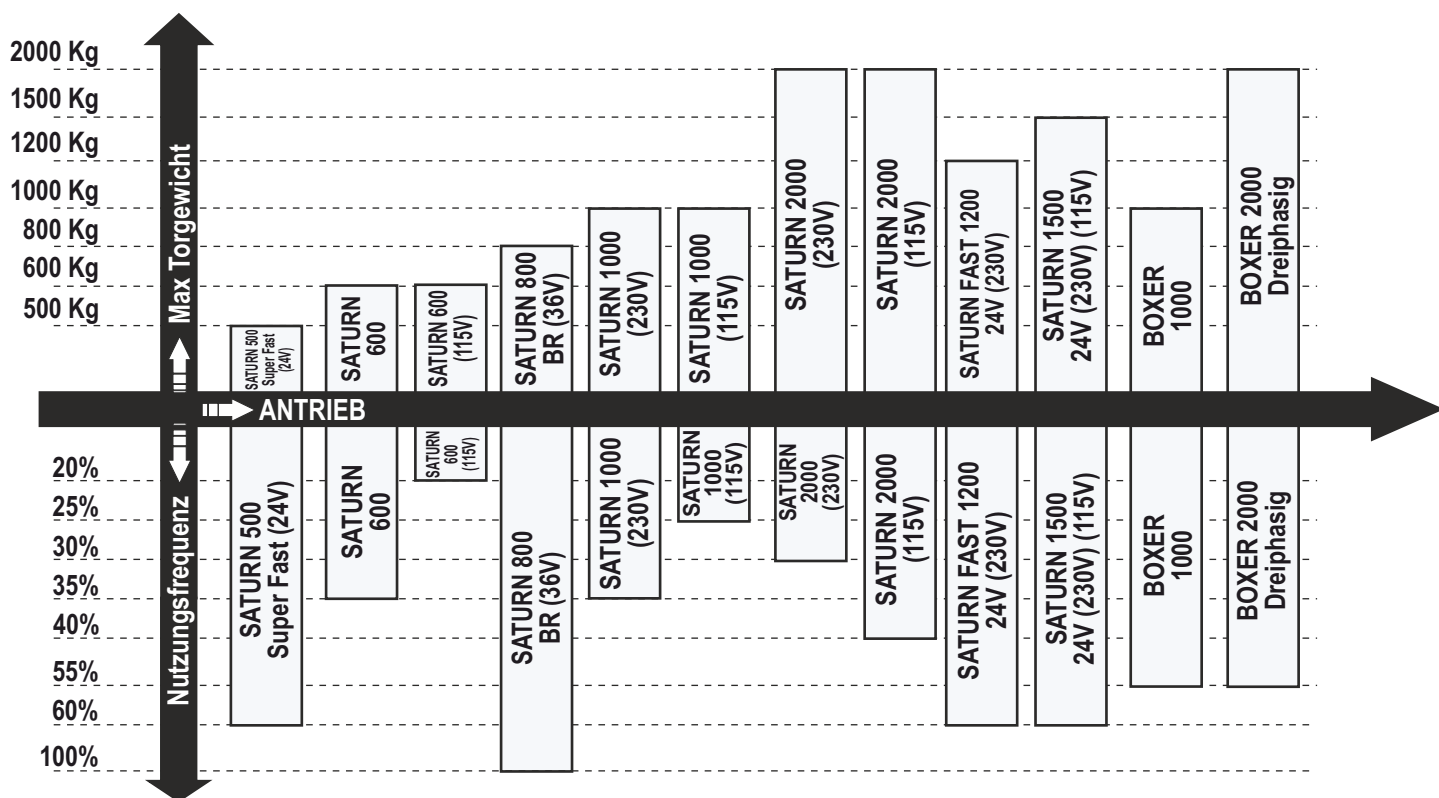 2000 Kg
1500 Kg
1200 Kg
1000 Kg
800 Kg
600 Kg
500 Kg
Max Torgewicht
SATURN 500
Super Fast
(24V)
SATURN
600
SATURN 600
(115V)
SATURN 800
BR (36V)
SATURN 1000
(230V)
SATURN 1000
(115V)
SATURN 2000
(230V)
SATURN 2000
(115V)
SATURN FAST 1200
24V (230V)
SATURN 1500
24V (230V) (115V)
BOXER
1000
BOXER 2000
Dreiphasig
ANTRIEB
20%
25%
30%
35%
40%
55%
60%
100%
Nutzungsfrequenz
SATURN 500
Super Fast (24V)
SATURN
600
SATURN
600
(115V)
SATURN 800
BR (36V)
SATURN 1000
(230V)
SATURN
1000
(115V)
SATURN
2000
(230V)
SATURN 2000
(115V)
SATURN FAST 1200
24V (230V)
SATURN 1500
24V (230V) (115V)
BOXER
1000
BOXER 2000
Dreiphasig